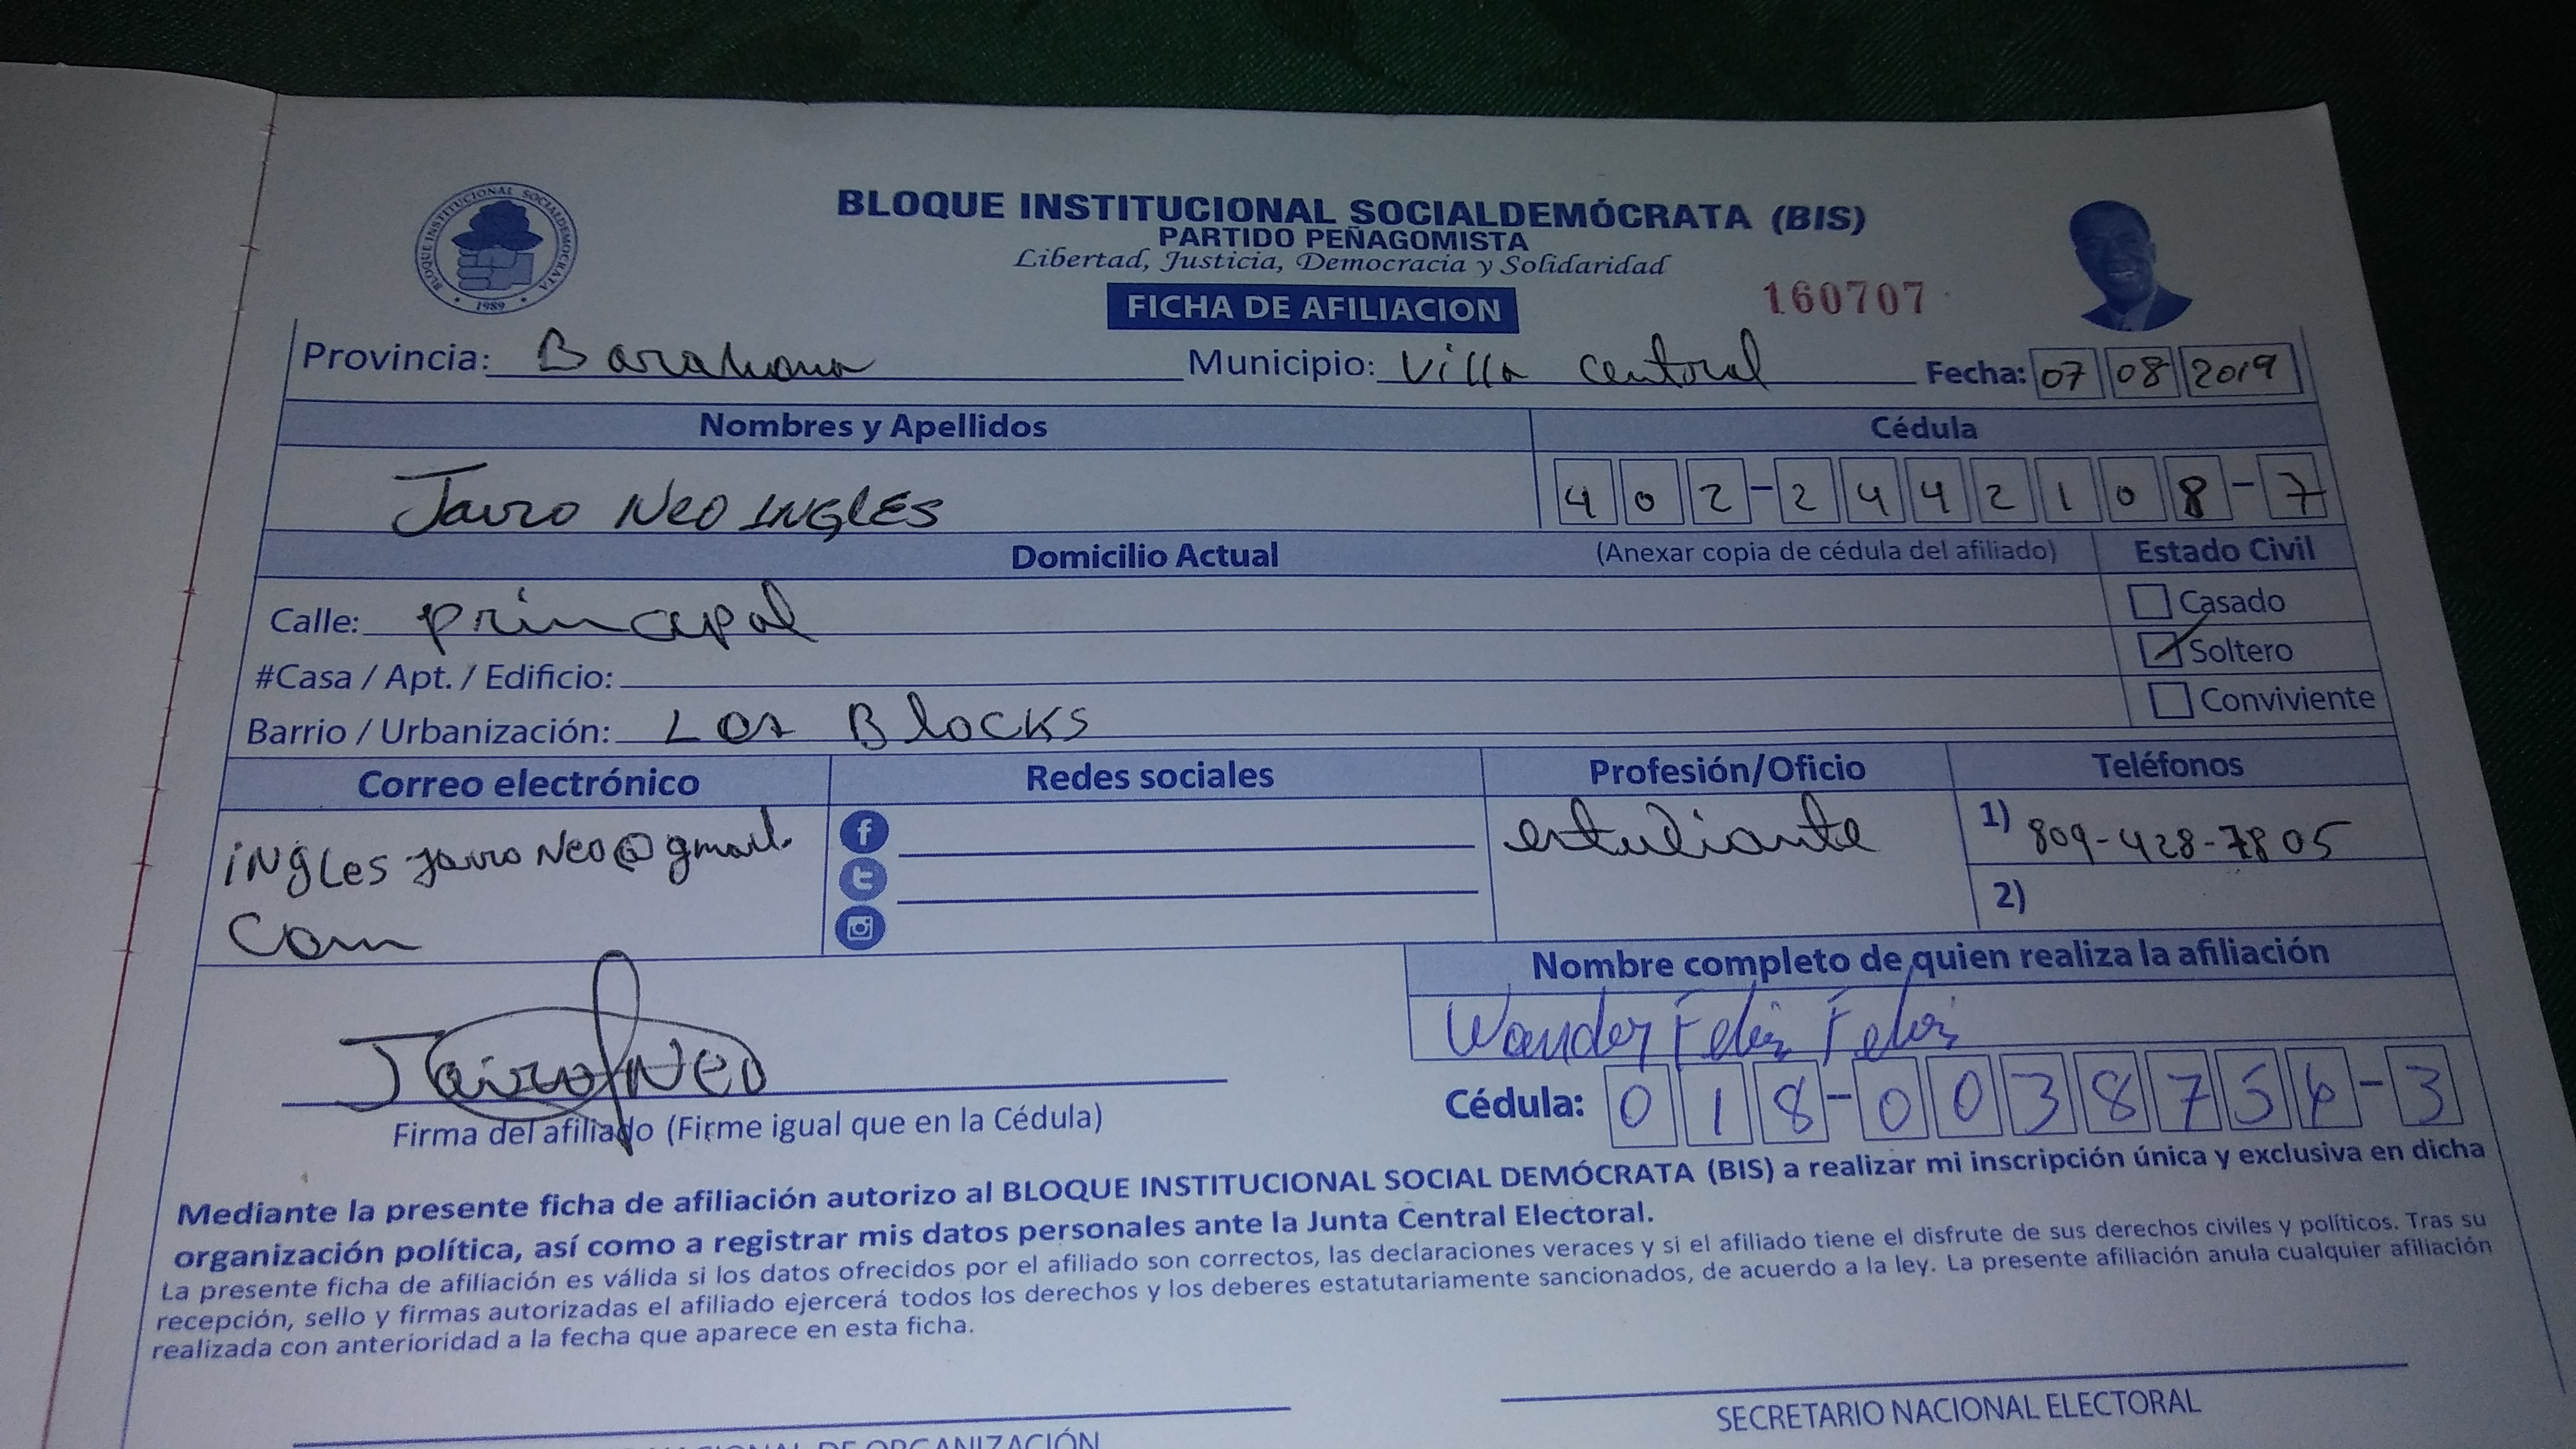 BLOQUE INSTITUCIONAL SOCIALDEMOCRATA
1989
BLOQUE INSTITUCIONAL SOCIALDEMÓCRATA (BIS)
PARTIDO PEÑAGOMISTA
Libertad, Justicia, Democracia y Solidaridad
FICHA DE AFILIACION 160707
Provincia: Barahona Municipio: Villa Central Fecha: 07 08 2019
Nombres y Apellidos Cédula
Jairo Neo INGLES 402-2442108-7
Domicilio Actual (Anexar copia de cédula del afiliado) Estado Civil
Calle: principal Casado
#Casa / Apt. / Edificio: Soltero
Barrio / Urbanización: Los Blocks Conviviente
Correo electrónico Redes sociales Profesión/Oficio Teléfonos
iNgles Jairo Neo@gmail. estudiante 1) 809-428-7805
Com 2)
Nombre completo de quien realiza la afiliación
Wander Feliz Feliz
Jairo Neo
Cédula: 018-0038756-3
Firma del afiliado (Firme igual que en la Cédula)
Mediante la presente ficha de afiliación autorizo al BLOQUE INSTITUCIONAL SOCIAL DEMÓCRATA (BIS) a realizar mi inscripción única y exclusiva en dicha
organización política, así como a registrar mis datos personales ante la Junta Central Electoral.
La presente ficha de afiliación es válida si los datos ofrecidos por el afiliado son correctos, las declaraciones veraces y si el afiliado tiene el disfrute de sus derechos civiles y políticos. Tras su
recepción, sello y firmas autorizadas el afiliado ejercerá todos los derechos y los deberes estatutariamente sancionados, de acuerdo a la ley. La presente afiliación anula cualquier afiliación
realizada con anterioridad a la fecha que aparece en esta ficha.
SECRETARIO NACIONAL ELECTORAL
NACIONAL DE ORGANIZACIÓN